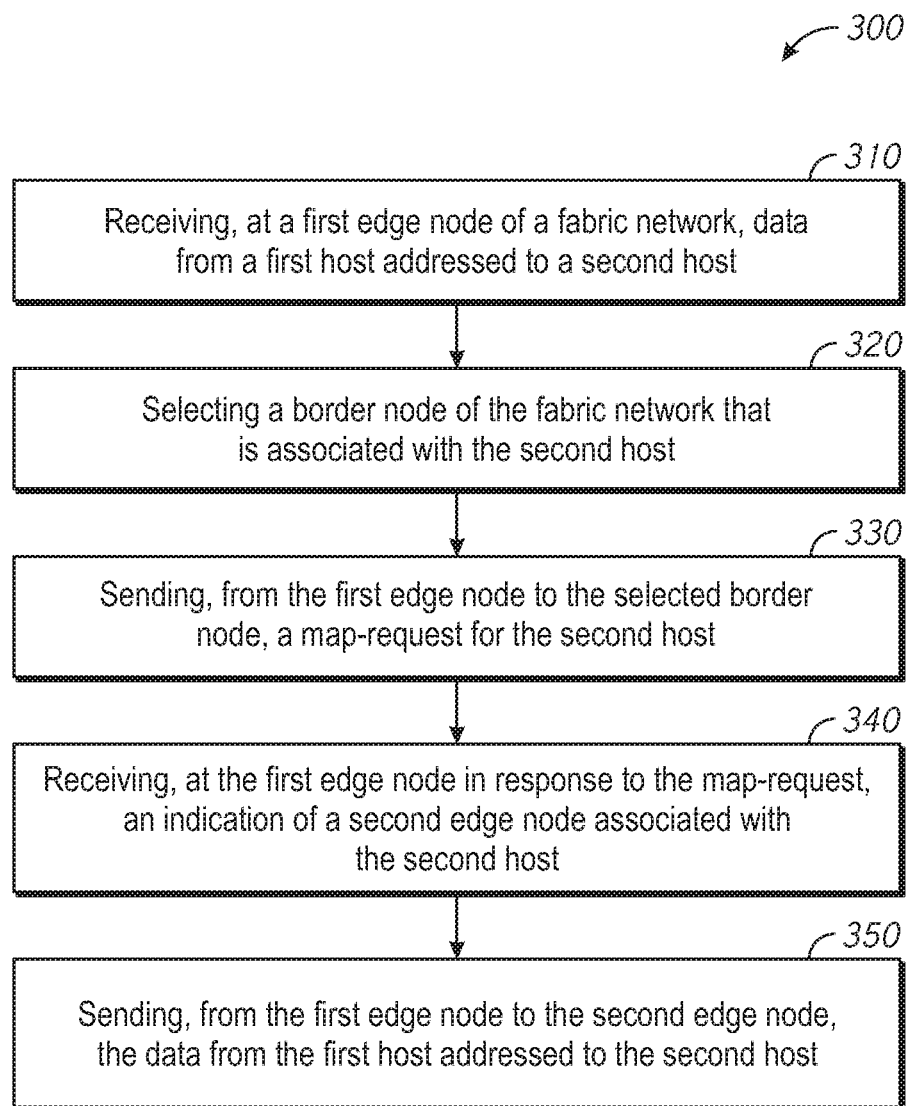 300
310
Receiving, at a first edge node of a fabric network, data
from a first host addressed to a second host
320
Selecting a border node of the fabric network that
is associated with the second host
330
Sending, from the first edge node to the selected border
node, a map-request for the second host
340
Receiving, at the first edge node in response to the map-request,
an indication of a second edge node associated with
the second host
350
Sending, from the first edge node to the second edge node,
the data from the first host addressed to the second host